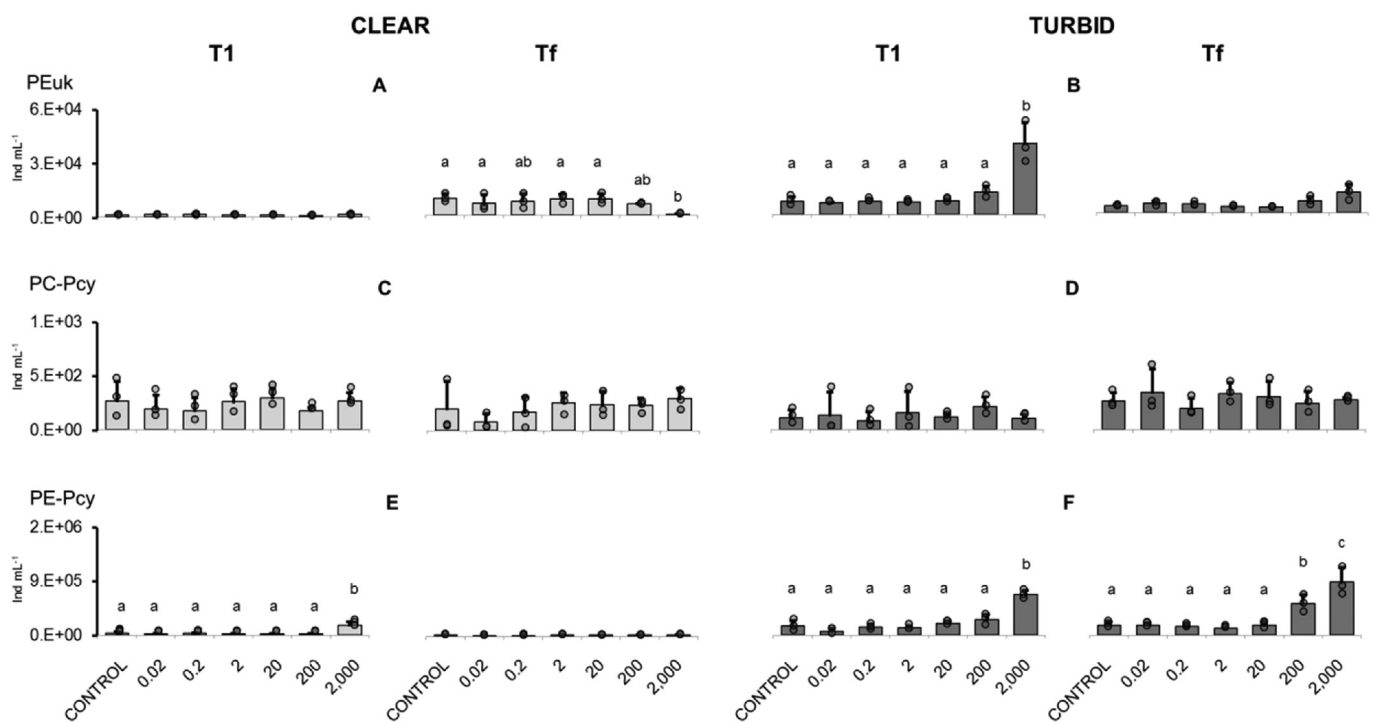 CLEAR TURBID
T1 Tf T1 Tf
PEuk A B
6.E+04
3.E+04
0.E+00
Ind mL⁻¹
a a ab a a ab b
a a a a a a b
PC-Pcy C D
1.E+03
5.E+02
0.E+00
Ind mL⁻¹
PE-Pcy E F
2.E+06
9.E+05
0.E+00
Ind mL⁻¹
a a a a a a b
a a a a a a b
a a a a a b c
CONTROL 0.02 0.2 2 20 200 2,000
CONTROL 0.02 0.2 2 20 200 2,000
CONTROL 0.02 0.2 2 20 200 2,000
CONTROL 0.02 0.2 2 20 200 2,000